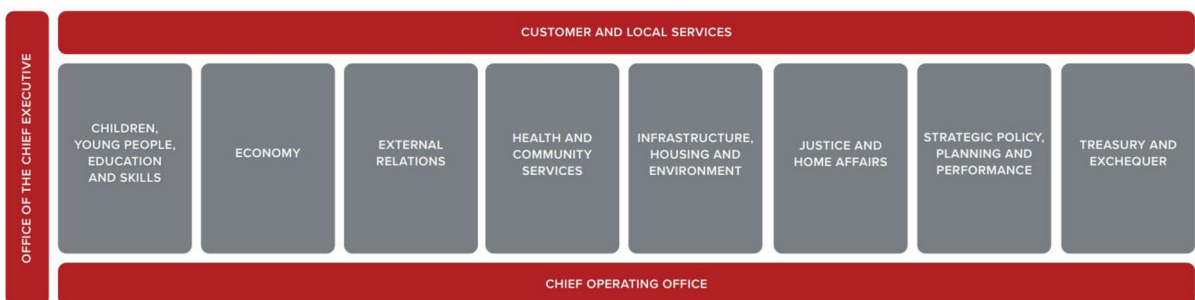 OFFICE OF THE CHIEF EXECUTIVE
CUSTOMER AND LOCAL SERVICES
CHILDREN,
YOUNG PEOPLE,
EDUCATION
AND SKILLS
ECONOMY
EXTERNAL
RELATIONS
HEALTH AND
COMMUNITY
SERVICES
INFRASTRUCTURE,
HOUSING AND
ENVIRONMENT
JUSTICE AND
HOME AFFAIRS
STRATEGIC POLICY,
PLANNING AND
PERFORMANCE
TREASURY AND
EXCHEQUER
CHIEF OPERATING OFFICE